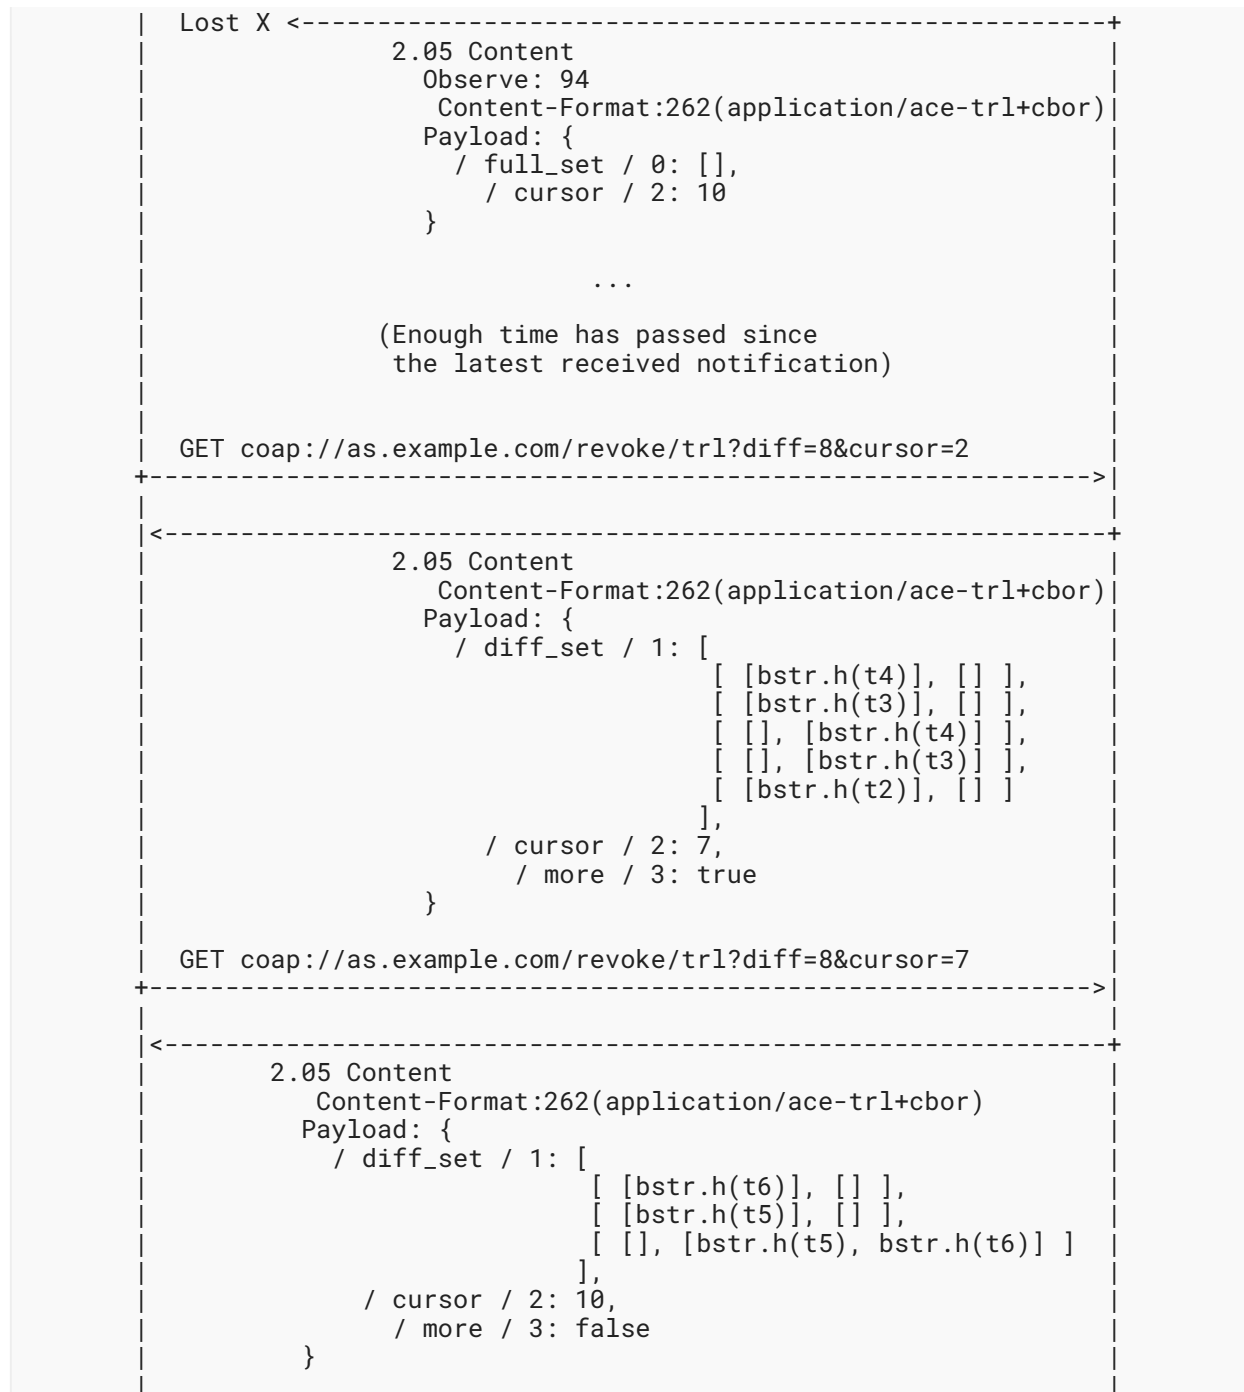 |  Lost X <-----------------------------------------------------+
|                2.05 Content                                   |
|                  Observe: 94                                  |
|                   Content-Format:262(application/ace-trl+cbor)|
|                  Payload: {                                   |
|                    / full_set / 0: [],                        |
|                      / cursor / 2: 10                         |
|                  }                                            |
|                                                               |
|                             ...                               |
|                                                               |
|               (Enough time has passed since                   |
|                the latest received notification)              |
|                                                               |
|                                                               |
|  GET coap://as.example.com/revoke/trl?diff=8&cursor=2         |
+-------------------------------------------------------------->|
|                                                               |
|<--------------------------------------------------------------+
|                2.05 Content                                   |
|                   Content-Format:262(application/ace-trl+cbor)|
|                  Payload: {                                   |
|                    / diff_set / 1: [                          |
|                                     [ [bstr.h(t4)], [] ],     |
|                                     [ [bstr.h(t3)], [] ],     |
|                                     [ [], [bstr.h(t4)] ],     |
|                                     [ [], [bstr.h(t3)] ],     |
|                                     [ [bstr.h(t2)], [] ]      |
|                                    ],                         |
|                      / cursor / 2: 7,                         |
|                        / more / 3: true                       |
|                  }                                            |
|                                                               |
|  GET coap://as.example.com/revoke/trl?diff=8&cursor=7         |
+-------------------------------------------------------------->|
|                                                               |
|<--------------------------------------------------------------+
|        2.05 Content                                           |
|           Content-Format:262(application/ace-trl+cbor)        |
|          Payload: {                                           |
|            / diff_set / 1: [                                  |
|                             [ [bstr.h(t6)], [] ],             |
|                             [ [bstr.h(t5)], [] ],             |
|                             [ [], [bstr.h(t5), bstr.h(t6)] ]  |
|                            ],                                 |
|              / cursor / 2: 10,                                |
|                / more / 3: false                              |
|          }                                                    |
|                                                               |